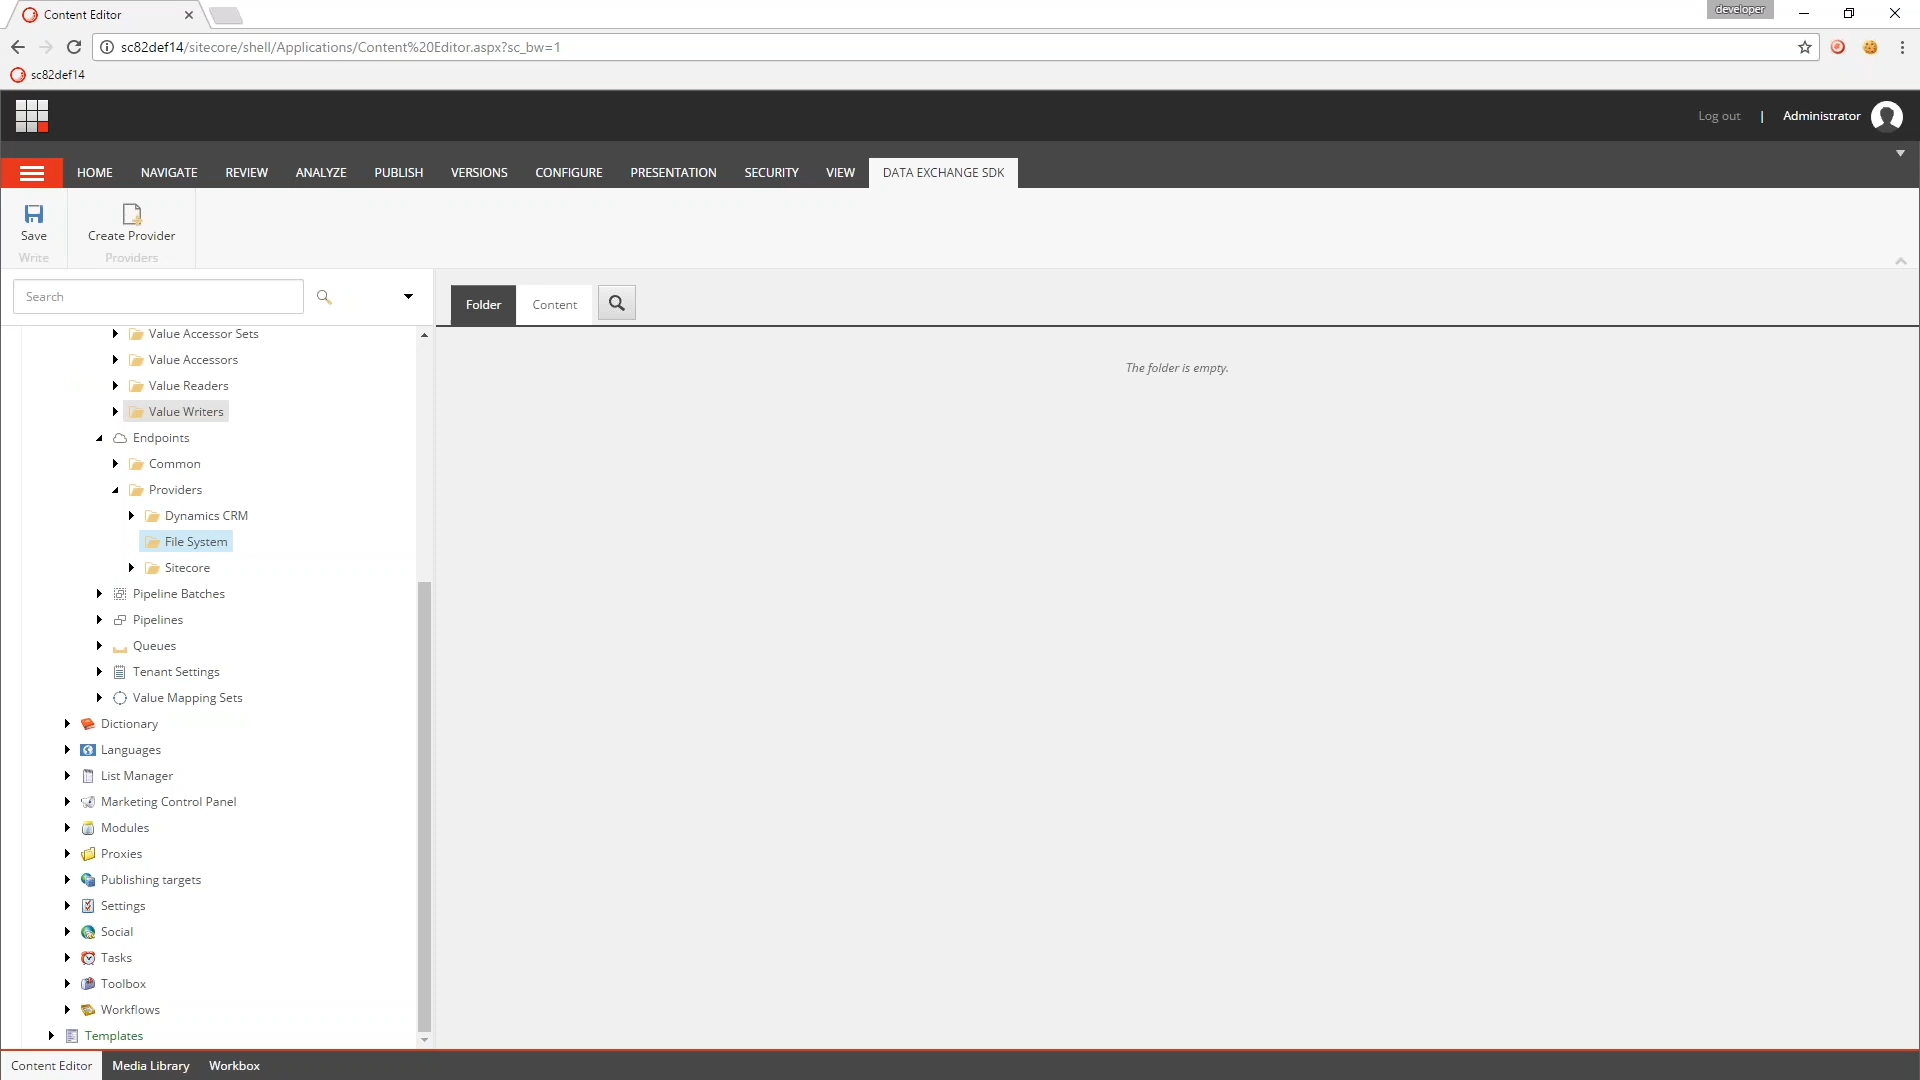 Content Editor
developer
sc82def14/sitecore/shell/Applications/Content%20Editor.aspx?sc_bw=1
sc82def14
Log out | Administrator
HOME NAVIGATE REVIEW ANALYZE PUBLISH VERSIONS CONFIGURE PRESENTATION SECURITY VIEW DATA EXCHANGE SDK
Save
Create Provider
Write
Providers
Search
Folder
Content
The folder is empty.
Value Accessor Sets
Value Accessors
Value Readers
Value Writers
Endpoints
Common
Providers
Dynamics CRM
File System
Sitecore
Pipeline Batches
Pipelines
Queues
Tenant Settings
Value Mapping Sets
Dictionary
Languages
List Manager
Marketing Control Panel
Modules
Proxies
Publishing targets
Settings
Social
Tasks
Toolbox
Workflows
Templates
Content Editor Media Library Workbox